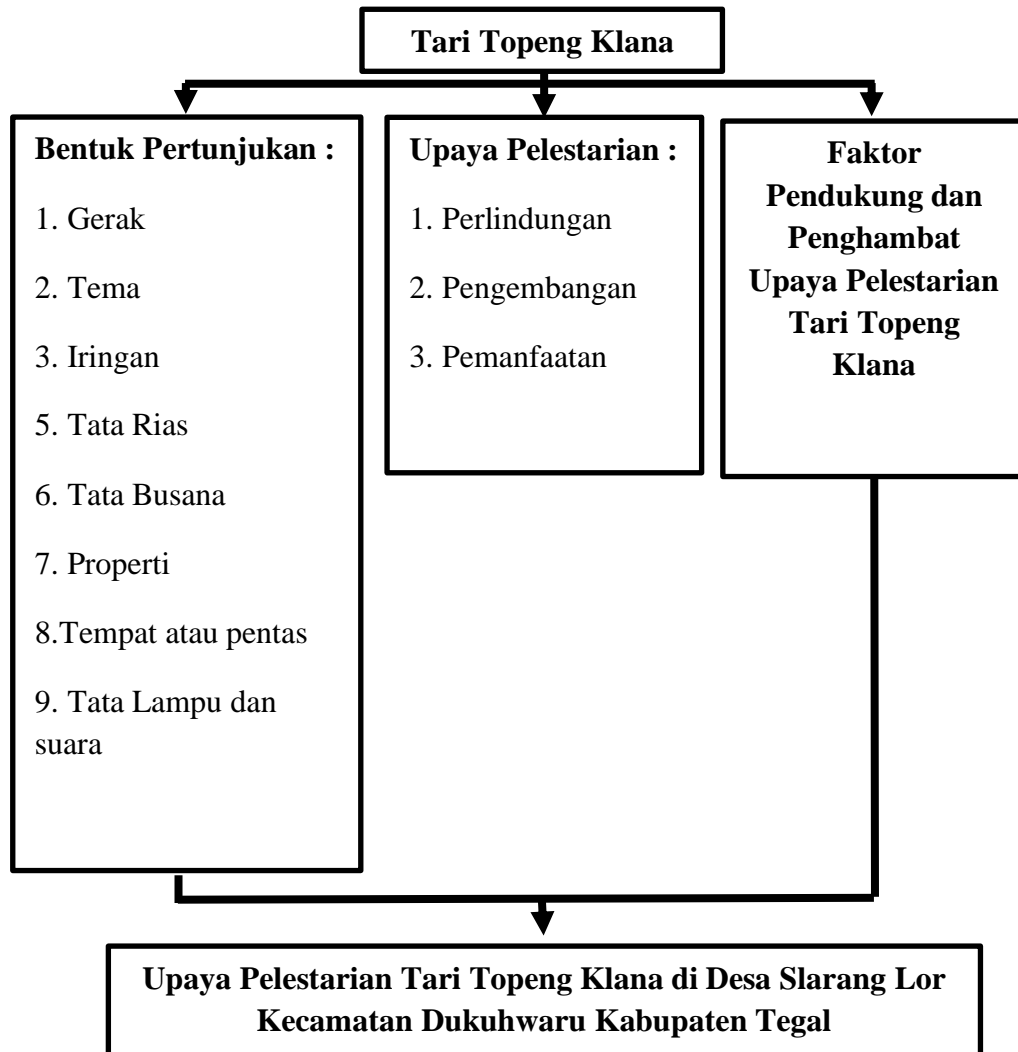 Tari Topeng Klana
Bentuk Pertunjukan :
1. Gerak
2. Tema
3. Iringan
5. Tata Rias
6. Tata Busana
7. Properti
8.Tempat atau pentas
9. Tata Lampu dan
suara
Upaya Pelestarian :
1. Perlindungan
2. Pengembangan
3. Pemanfaatan
Faktor
Pendukung dan
Penghambat
Upaya Pelestarian
Tari Topeng
Klana
Upaya Pelestarian Tari Topeng Klana di Desa Slarang Lor
Kecamatan Dukuhwaru Kabupaten Tegal